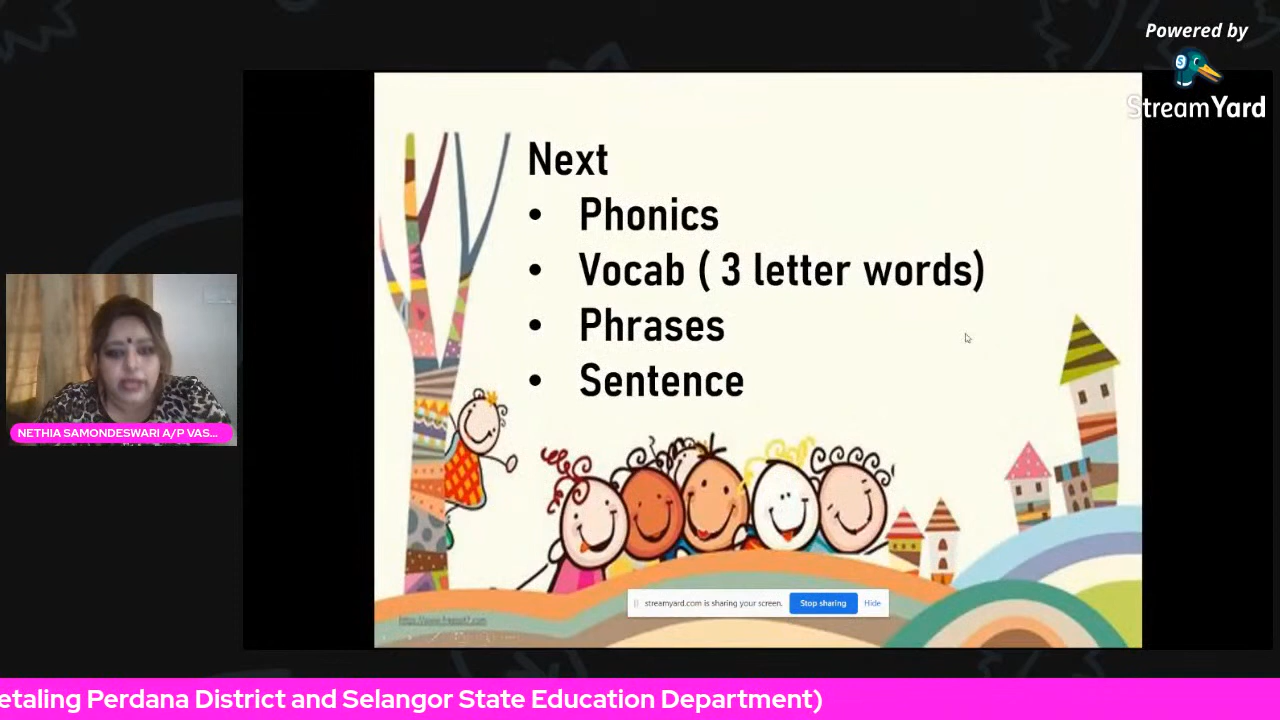 Powered by
StreamYard
Next
• Phonics
• Vocab ( 3 letter words)
• Phrases
• Sentence
NETHIA SAMONDESWARI A/P VAS...
streamyard.com is sharing your screen.
Stop sharing
Hide
etaling Perdana District and Selangor State Education Department)